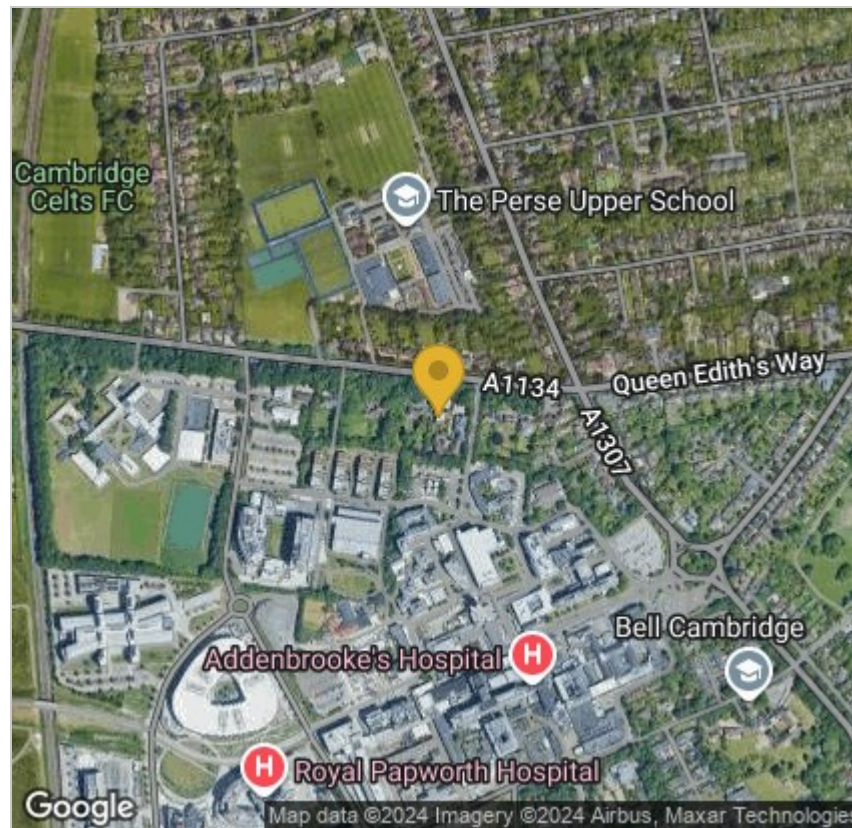 Cambridge
Celts FC
The Perse Upper School
A1134
Queen Edith's Way
A1307
Bell Cambridge
Addenbrooke's Hospital
H
H
Royal Papworth Hospital
Google
Map data ©2024 Imagery ©2024 Airbus, Maxar Technologies